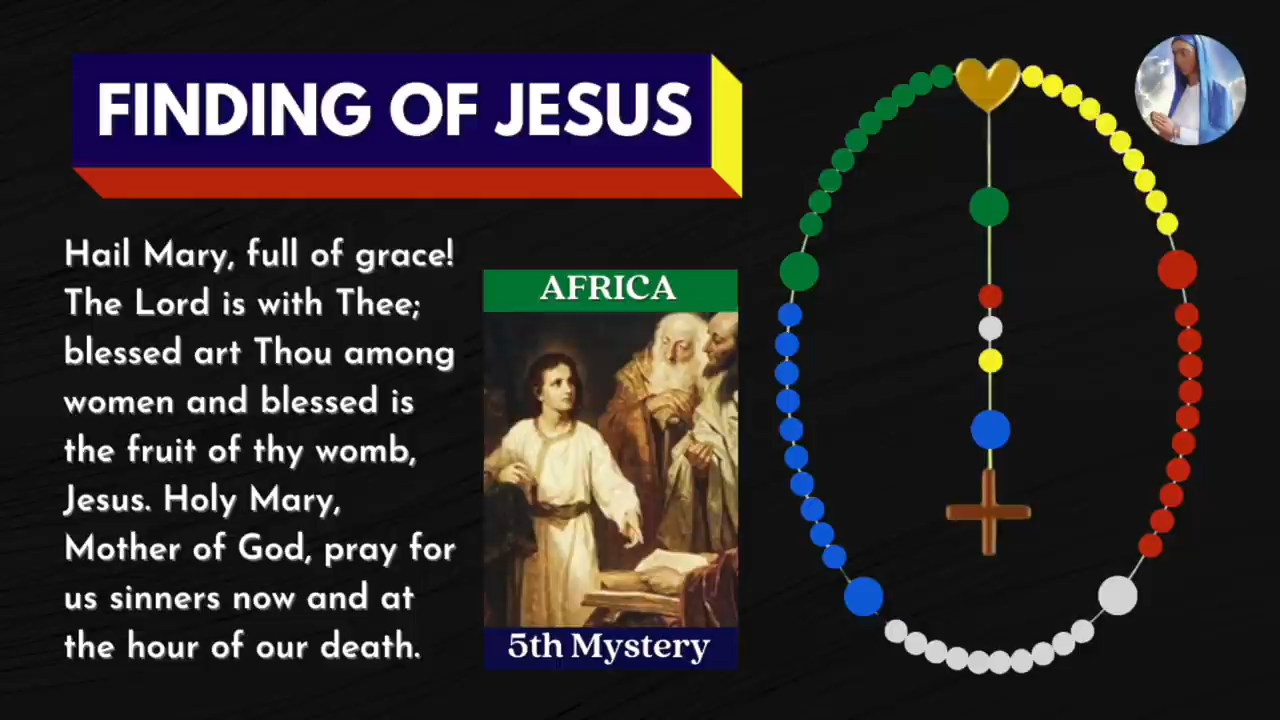 FINDING OF JESUS
Hail Mary, full of grace!
The Lord is with Thee;
blessed art Thou among
women and blessed is
the fruit of thy womb,
Jesus. Holy Mary,
Mother of God, pray for
us sinners now and at
the hour of our death.
AFRICA
5th Mystery